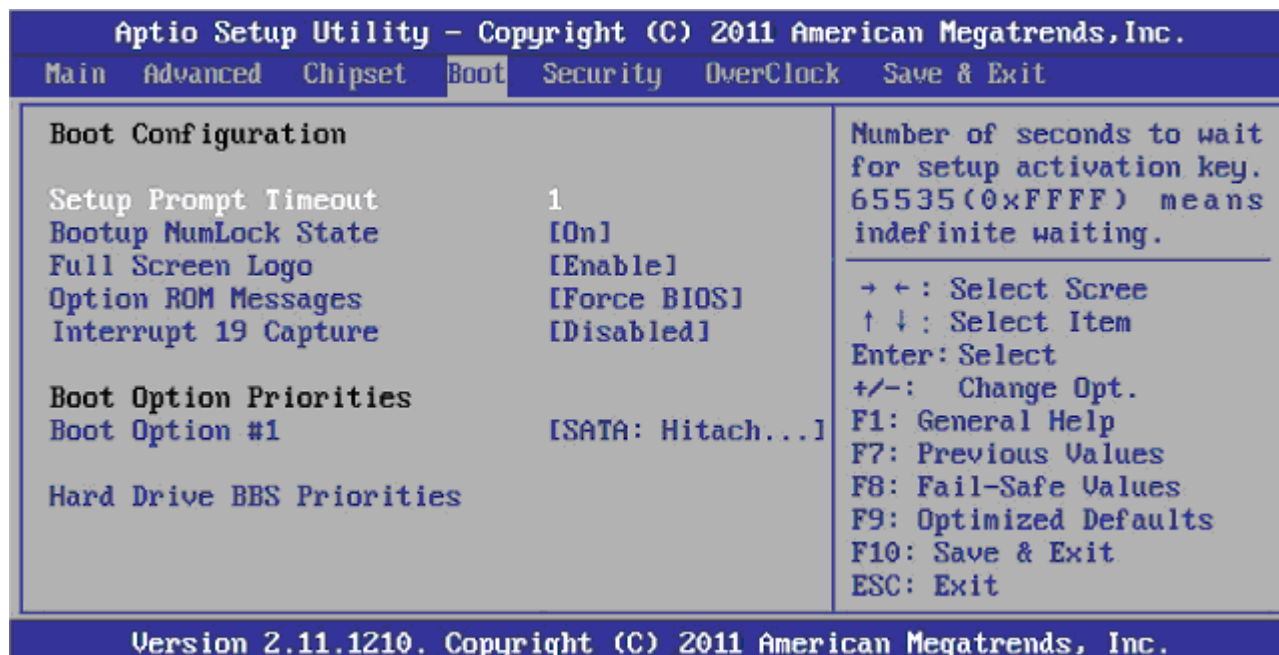 Aptio Setup Utility – Copyright (C) 2011 American Megatrends,Inc.
Main Advanced Chipset Boot Security OverClock Save & Exit
Boot Configuration
Setup Prompt Timeout 1
Bootup NumLock State [On]
Full Screen Logo [Enable]
Option ROM Messages [Force BIOS]
Interrupt 19 Capture [Disabled]
Boot Option Priorities
Boot Option #1 [SATA: Hitach...]
Hard Drive BBS Priorities
Number of seconds to wait
for setup activation key.
65535(0xFFFF) means
indefinite waiting.
→ ←: Select Scree
↑ ↓: Select Item
Enter: Select
+/-: Change Opt.
F1: General Help
F7: Previous Values
F8: Fail-Safe Values
F9: Optimized Defaults
F10: Save & Exit
ESC: Exit
Version 2.11.1210. Copyright (C) 2011 American Megatrends, Inc.